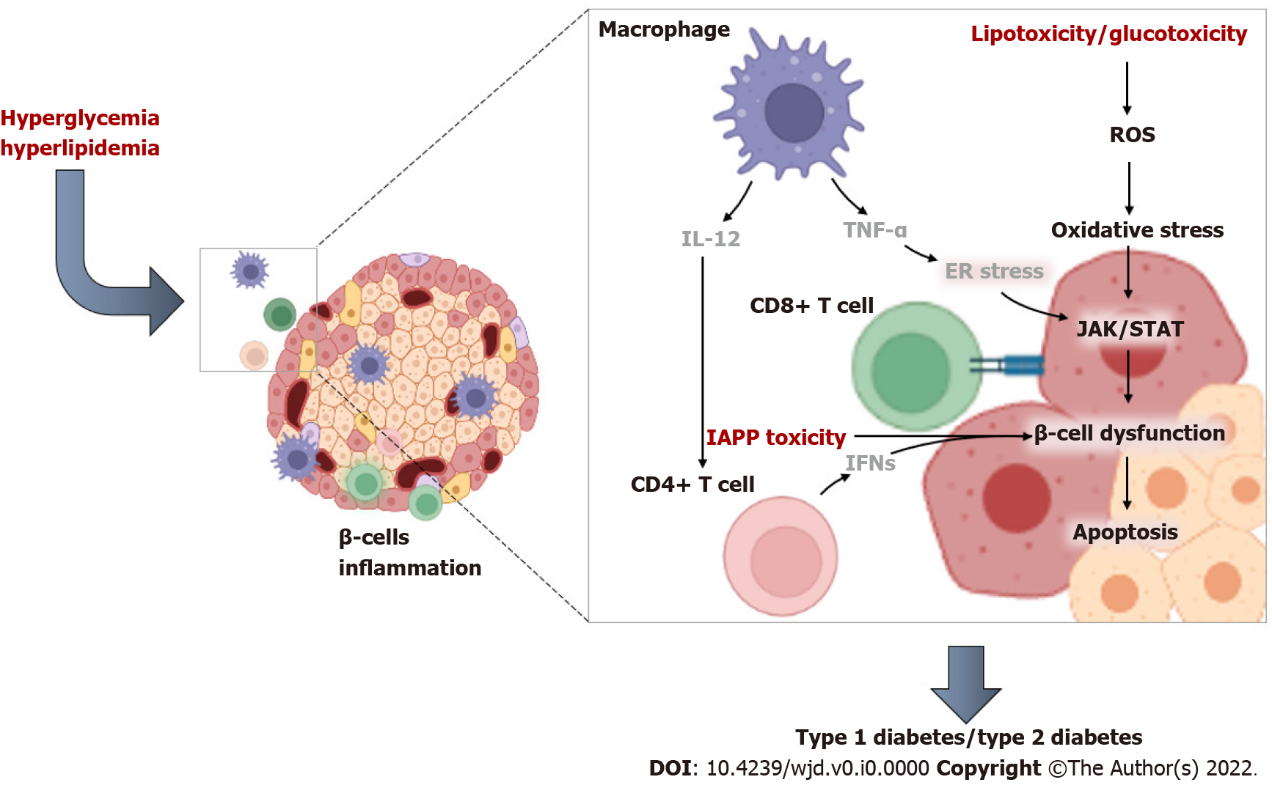 Macrophage
Lipotoxicity/glucotoxicity
Hyperglycemia
hyperlipidemia
ROS
IL-12
TNF-α
Oxidative stress
ER stress
CD8+ T cell
JAK/STAT
IAPP toxicity
β-cell dysfunction
IFNs
CD4+ T cell
Apoptosis
β-cells
inflammation
Type 1 diabetes/type 2 diabetes
DOI: 10.4239/wjd.v0.i0.0000 Copyright ©The Author(s) 2022.